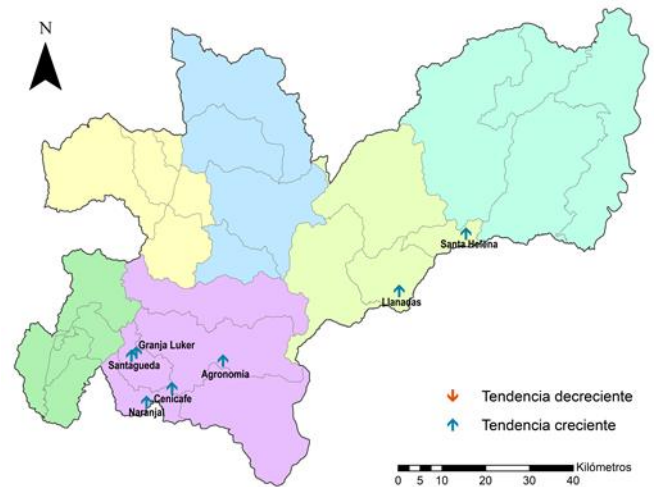 N
Santa Helena
Llanadas
Granja Luker
Santagueda
Agronomia
Cenicafe
Naranjal
Tendencia decreciente
Tendencia creciente
Kilómetros
0 5 10 20 30 40